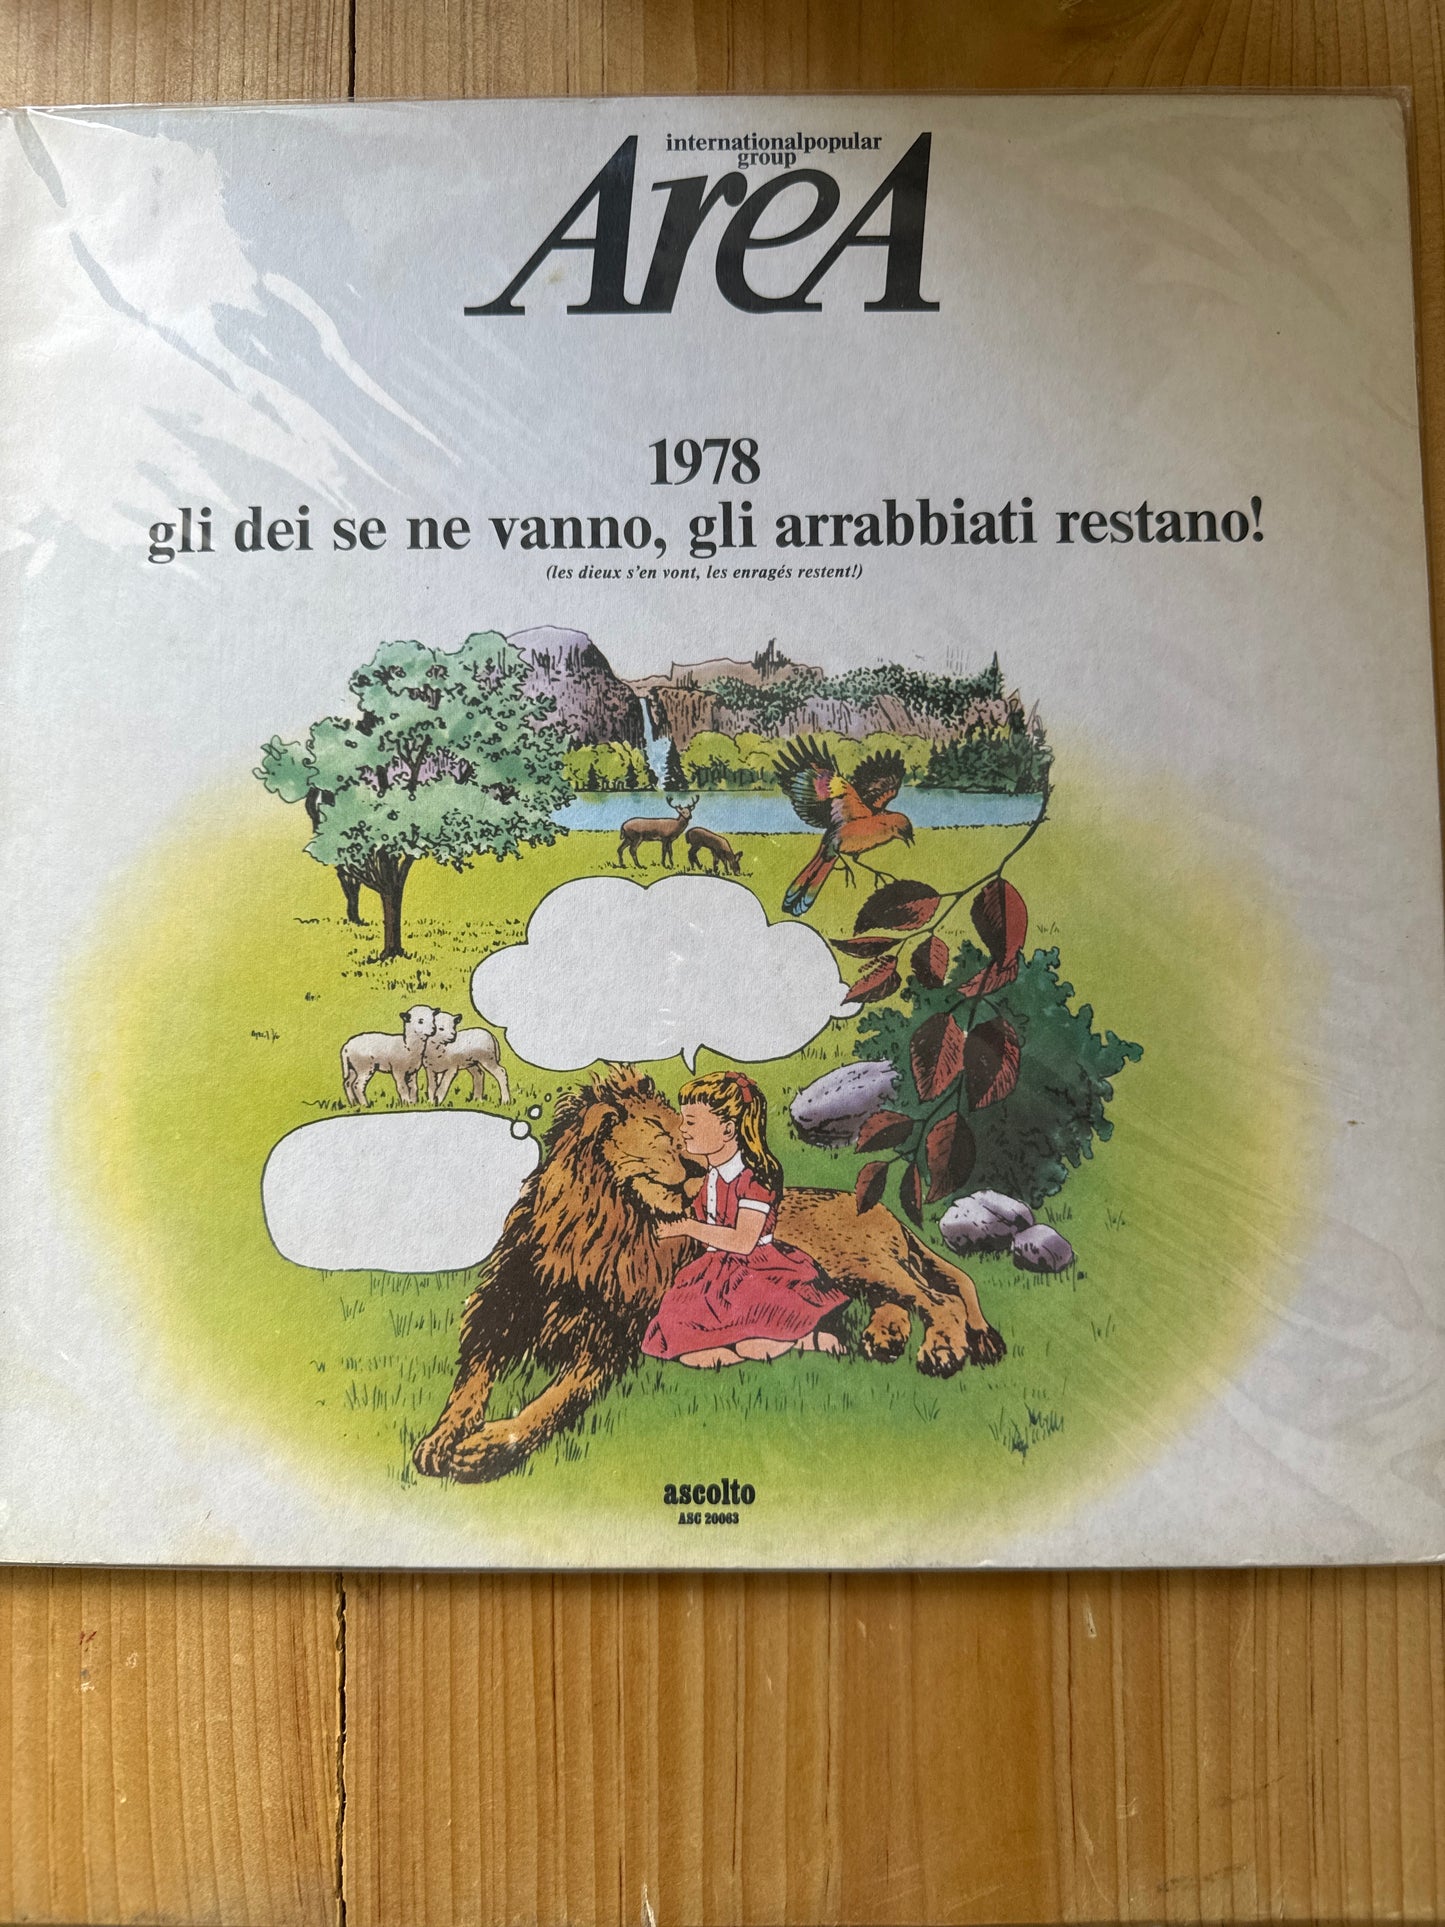 internationalpopular
group
AreA
1978
gli dei se ne vanno, gli arrabbiati restano!
(les dieux s'en vont, les enragés restent!)
ascolto
ASC 20063